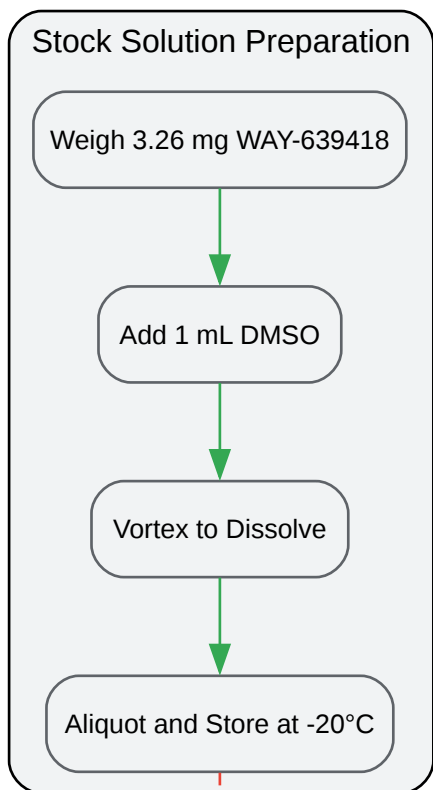 Stock Solution Preparation
Weigh 3.26 mg WAY-639418
Add 1 mL DMSO
Vortex to Dissolve
Aliquot and Store at -20°C